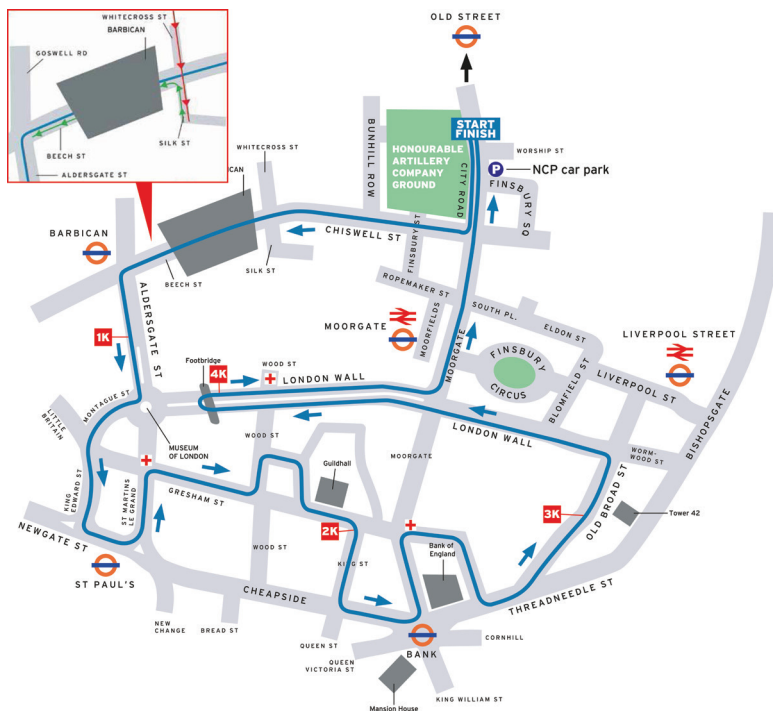 WHITECROSS ST
BARBICAN
GOSWELL RD
BEECH ST
SILK ST
ALDERSGATE ST
OLD STREET
START
FINISH
HONOURABLE
ARTILLERY
COMPANY
GROUND
BUNHILL ROW
CITY ROAD
WORSHIP ST
P
NCP car park
FINSBURY SQ
WHITECROSS ST
ICAN
BARBICAN
CHISWELL ST
FINSBURY ST
BEECH ST
SILK ST
ROPEMAKER ST
ALDERSGATE ST
1K
MOORGATE
MOORFIELDS
SOUTH PL.
ELDON ST
LIVERPOOL STREET
MOORGATE
FINSBURY
CIRCUS
BLOMFIELD ST
LIVERPOOL ST
BISHOPSGATE
Footbridge
4K
WOOD ST
LONDON WALL
MONTAGUE ST
LITTLE
BRITAIN
MUSEUM
OF LONDON
WOOD ST
LONDON WALL
MOORGATE
WORM-
WOOD ST
KING
EDWARD ST
ST MARTINS
LE GRAND
GRESHAM ST
Guildhall
OLD BROAD ST
Tower 42
NEWGATE ST
2K
3K
WOOD ST
KING ST
Bank of
England
ST PAUL'S
CHEAPSIDE
THREADNEEDLE ST
NEW
CHANGE
BREAD ST
QUEEN ST
QUEEN
VICTORIA ST
BANK
CORNHILL
KING WILLIAM ST
Mansion House